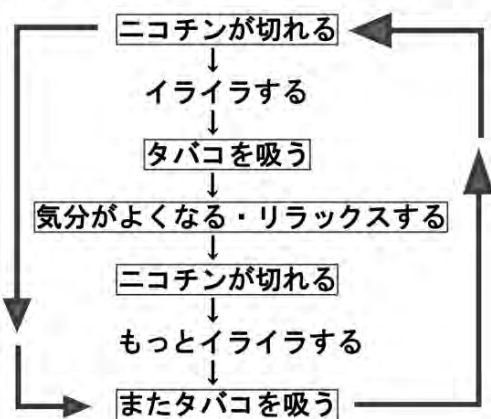 ニコチンが切れる
↓
イライラする
↓
タバコを吸う
↓
気分がよくなる・リラックスする
↓
ニコチンが切れる
↓
もっとイライラする
↓
またタバコを吸う